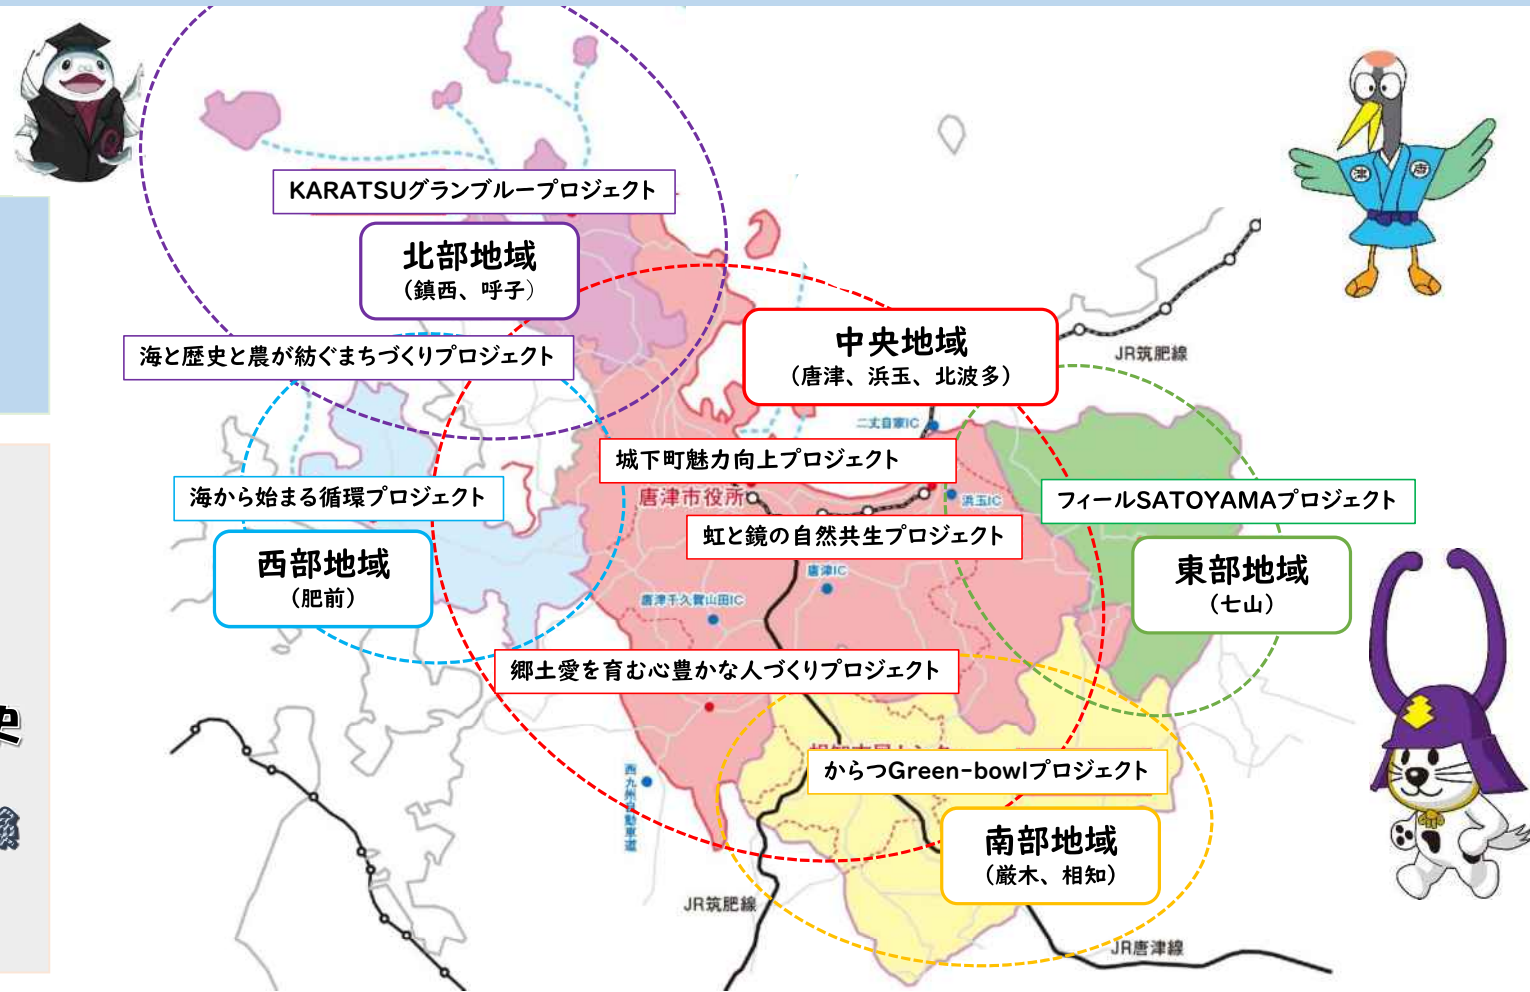 KARATSUグランブループロジェクト
北部地域
（鎮西、呼子）
海と歴史と農が紡ぐまちづくりプロジェクト
中央地域
（唐津、浜玉、北波多）
JR筑肥線
二丈自家IC
城下町魅力向上プロジェクト
海から始まる循環プロジェクト
唐津市役所
浜玉IC
フィールSATOYAMAプロジェクト
虹と鏡の自然共生プロジェクト
西部地域
（肥前）
唐津IC
東部地域
（七山）
唐津千々賀山田IC
郷土愛を育む心豊かな人づくりプロジェクト
史
からつGreen-bowlプロジェクト
西九州自動車道
南部地域
（厳木、相知）
JR筑肥線
JR唐津線
津
南